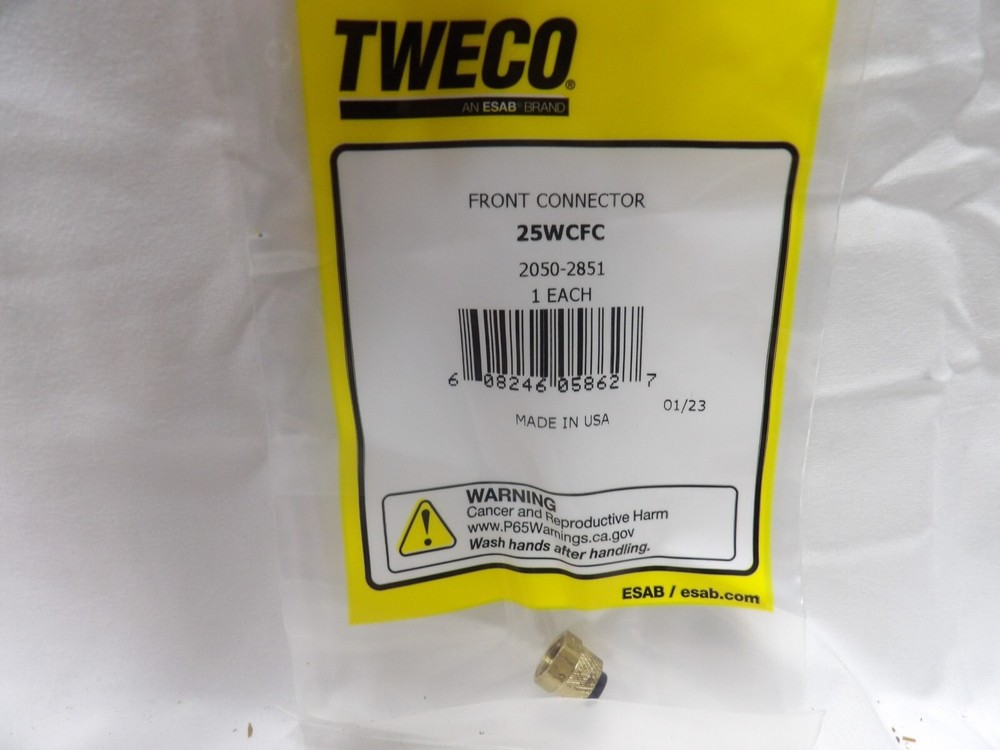 TWECO®
AN ESAB® BRAND
FRONT CONNECTOR
25WCFC
2050-2851
1 EACH
6 08246 05862 7
01/23
MADE IN USA
WARNING
Cancer and Reproductive Harm
www.P65Warnings.ca.gov
Wash hands after handling.
ESAB / esab.com